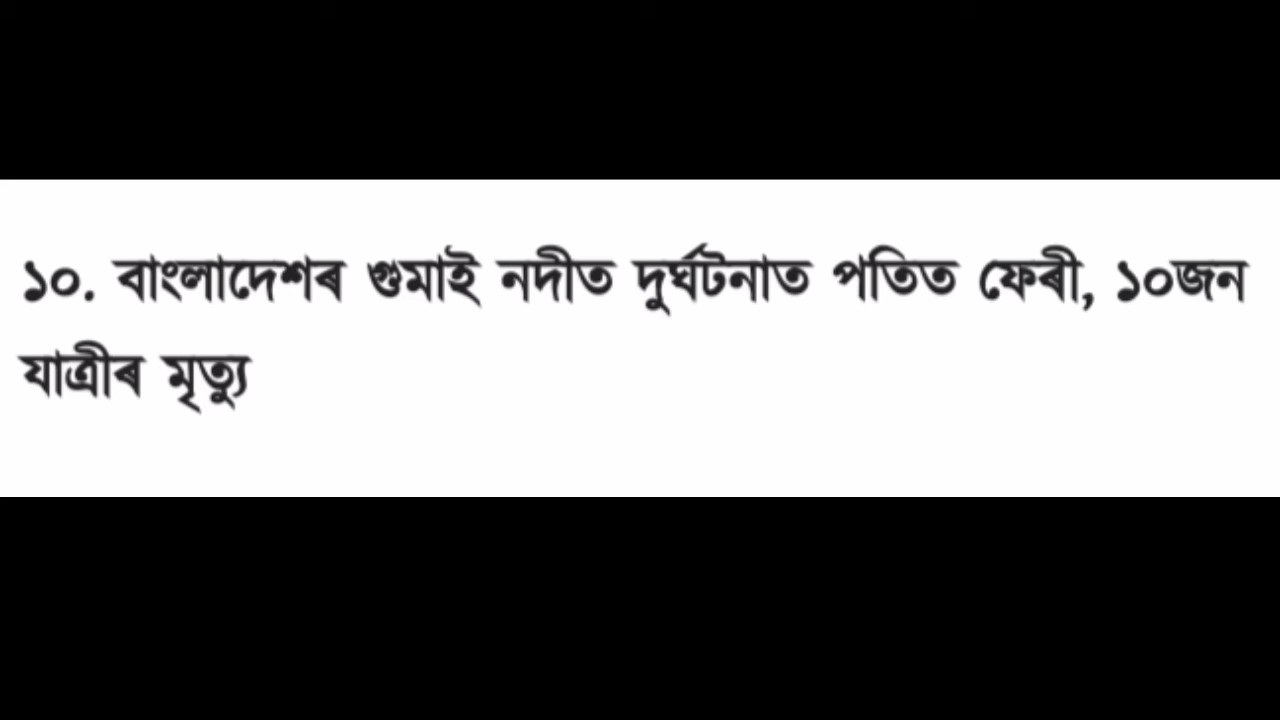 ১০. বাংলাদেশৰ গুমাই নদীত দুৰ্ঘটনাত পতিত ফেৰী, ১০জন
যাত্ৰীৰ মৃত্যু